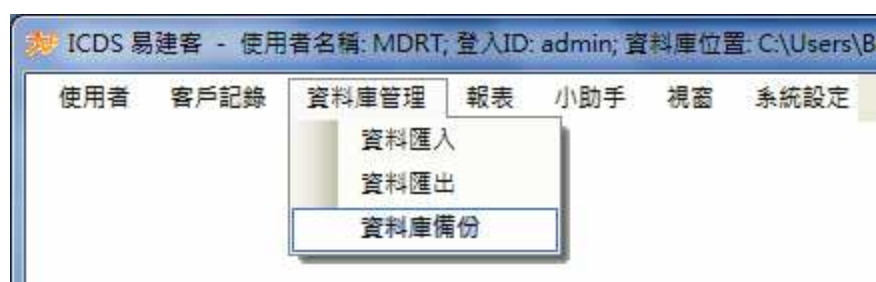 ICDS 易建客 - 使用者名稱: MDRT; 登入ID: admin; 資料庫位置: C:\Users\B
使用者 客戶記錄 資料庫管理 報表 小助手 視窗 系統設定
資料匯入
資料匯出
資料庫備份